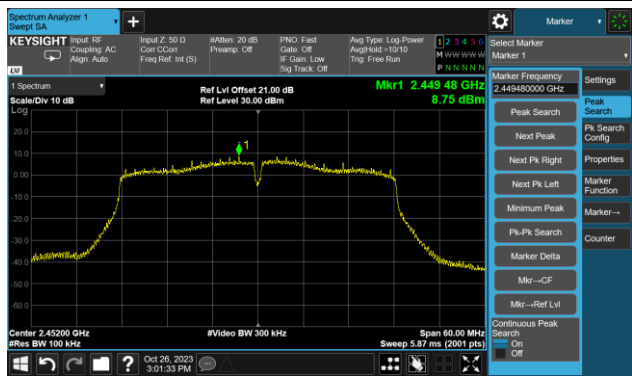 Spectrum Analyzer 1
Swept SA
Marker
KEYSIGHT
Input: RF
Coupling: AC
Align: Auto
Input Z: 50 Ω
Corr CCorr
Freq Ref: Int (S)
#Atten: 20 dB
Preamp: Off
PNO: Fast
Gate: Off
IF Gain: Low
Sig Track: Off
Avg Type: Log-Power
Avg|Hold:>10/10
Trig: Free Run
1 2 3 4 5 6
M W W W W W
P N N N N N
LXI
Select Marker
Marker 1
1 Spectrum
Scale/Div 10 dB
Log
Ref Lvl Offset 21.00 dB
Ref Level 30.00 dBm
Mkr1 2.449 48 GHz
8.75 dBm
1
20.0
10.0
0.00
-10.0
-20.0
-30.0
-40.0
-50.0
-60.0
Center 2.45200 GHz
#Res BW 100 kHz
#Video BW 300 kHz
Span 60.00 MHz
Sweep 5.87 ms (2001 pts)
Marker Frequency
2.449480000 GHz
Peak Search
Next Peak
Next Pk Right
Next Pk Left
Minimum Peak
Pk-Pk Search
Marker Delta
Mkr→CF
Mkr→Ref Lvl
Continuous Peak
Search
On
Off
Settings
Peak
Search
Pk Search
Config
Properties
Marker
Function
Marker→
Counter
?
Oct 26, 2023
3:01:33 PM